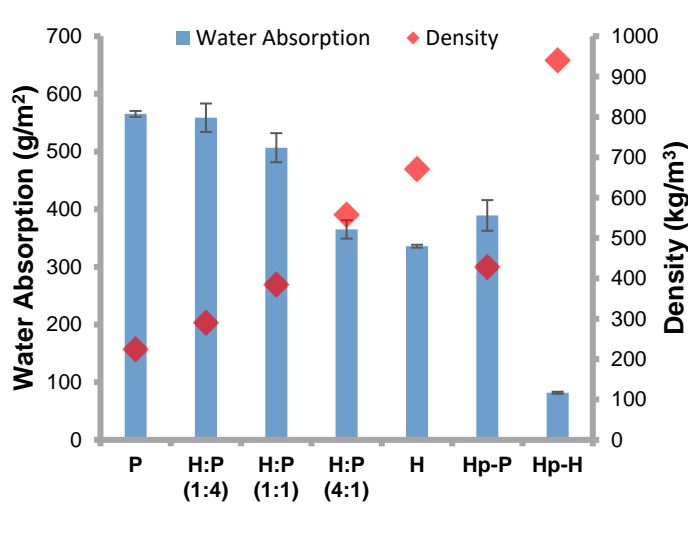 Water Absorption
Density
Water Absorption (g/m²)
700
600
500
400
300
200
100
0
1000
900
800
700
600
500
400
300
200
100
0
Density (kg/m³)
P
H:P
(1:4)
H:P
(1:1)
H:P
(4:1)
H
Hp-P
Hp-H